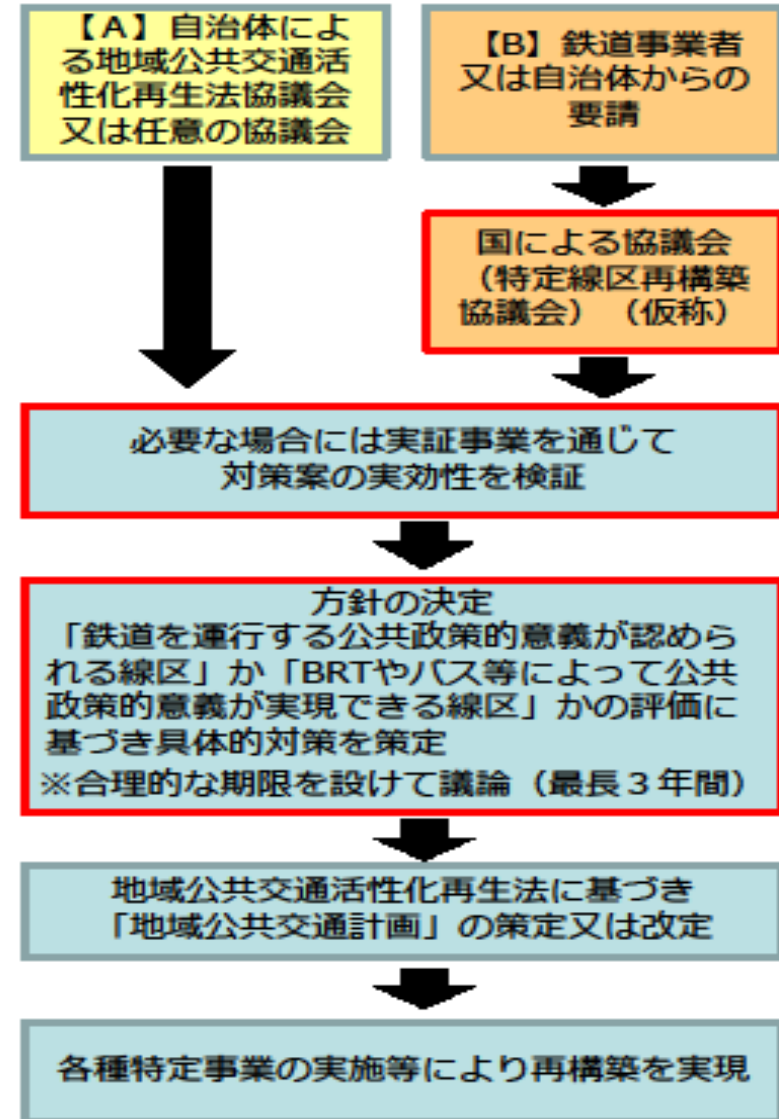 【A】自治体によ
る地域公共交通活
性化再生法協議会
又は任意の協議会
【B】鉄道事業者
又は自治体からの
要請
国による協議会
（特定線区再構築
協議会）（仮称）
必要な場合には実証事業を通じて
対策案の実効性を検証
方針の決定
「鉄道を運行する公共政策的意義が認めら
れる線区」か「BRTやバス等によって公共
政策的意義が実現できる線区」かの評価に
基づき具体的対策を策定
※合理的な期限を設けて議論（最長３年間）
地域公共交通活性化再生法に基づき
「地域公共交通計画」の策定又は改定
各種特定事業の実施等により再構築を実現